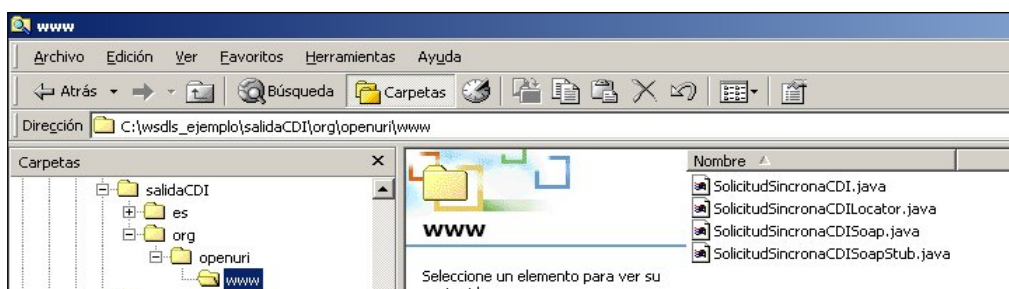 www
Archivo Edición Ver Favoritos Herramientas Ayuda
Atrás Búsqueda Carpetas
Dirección C:\wsdls_ejemplo\salidaCDI\org\openuri\www
Carpetas
salidaCDI
es
org
openuri
www
www
Seleccione un elemento para ver su
Nombre
SolicitudSincronaCDI.java
SolicitudSincronaCDILocator.java
SolicitudSincronaCDISoap.java
SolicitudSincronaCDISoapStub.java